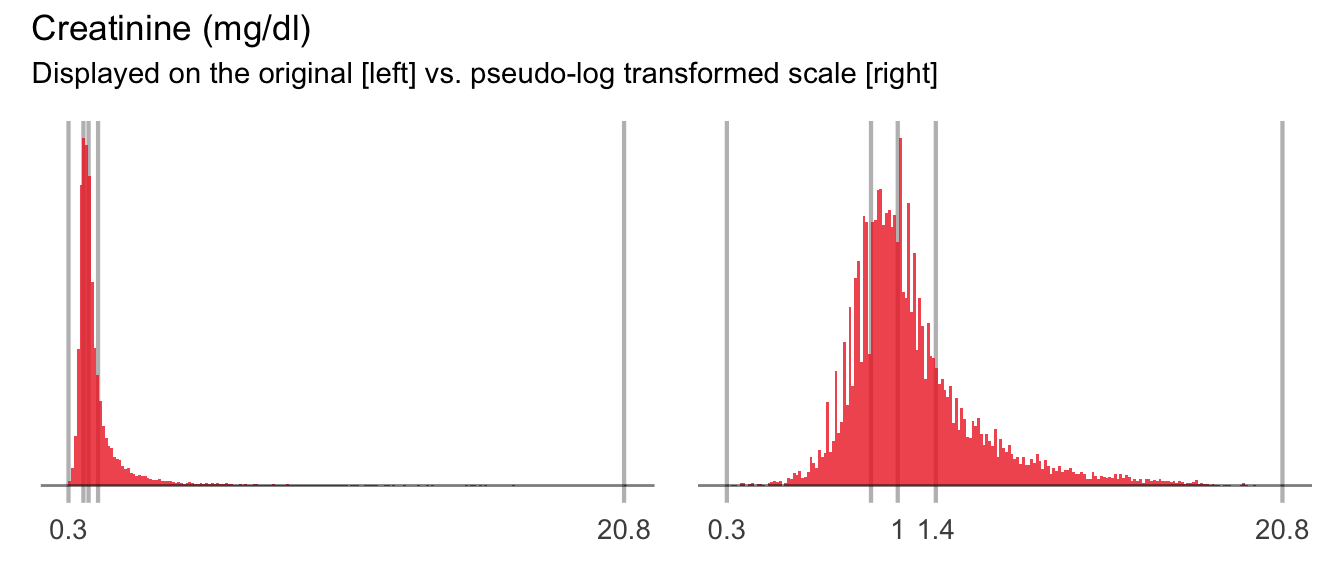 Creatinine (mg/dl)
Displayed on the original [left] vs. pseudo-log transformed scale [right]
0.3 20.8 0.3 1 1.4 20.8